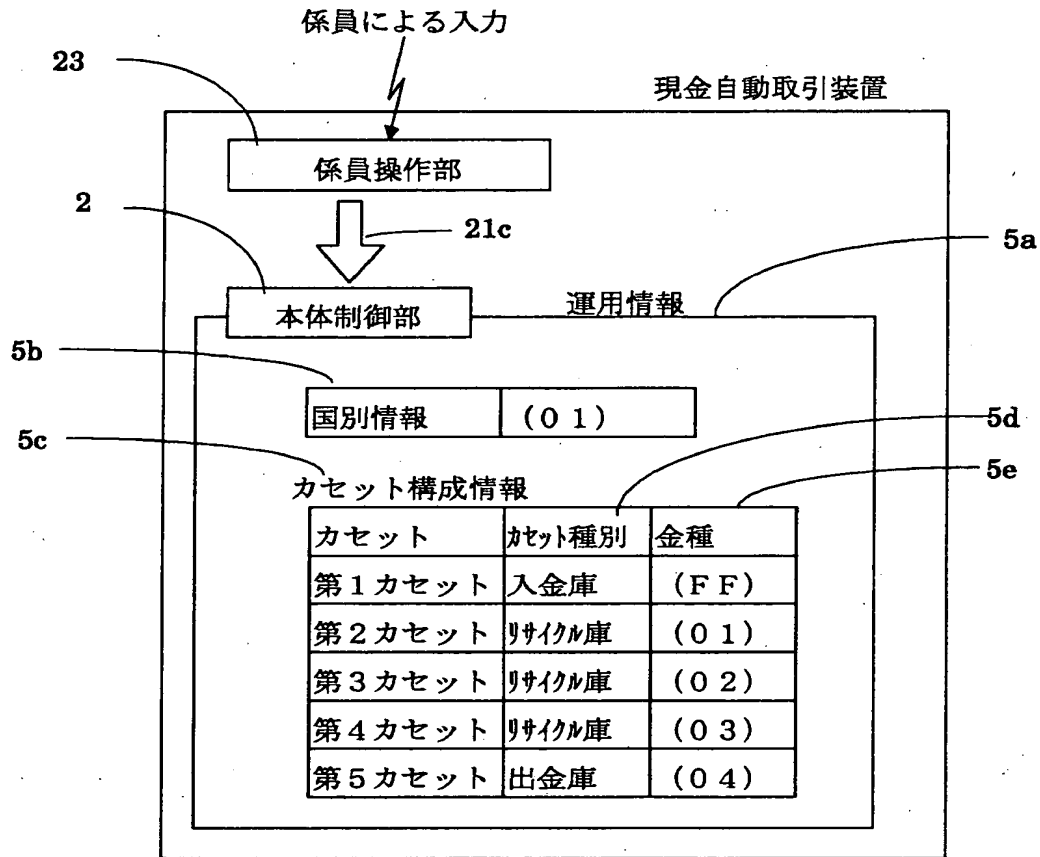 係員による入力
23
現金自動取引装置
係員操作部
2
21c
5a
本体制御部
運用情報
5b
国別情報 (01)
5c
5d
5e
カセット構成情報
カセット ｶｾｯﾄ種別 金種
第1カセット 入金庫 (FF)
第2カセット ﾘｻｲｸﾙ庫 (01)
第3カセット ﾘｻｲｸﾙ庫 (02)
第4カセット ﾘｻｲｸﾙ庫 (03)
第5カセット 出金庫 (04)